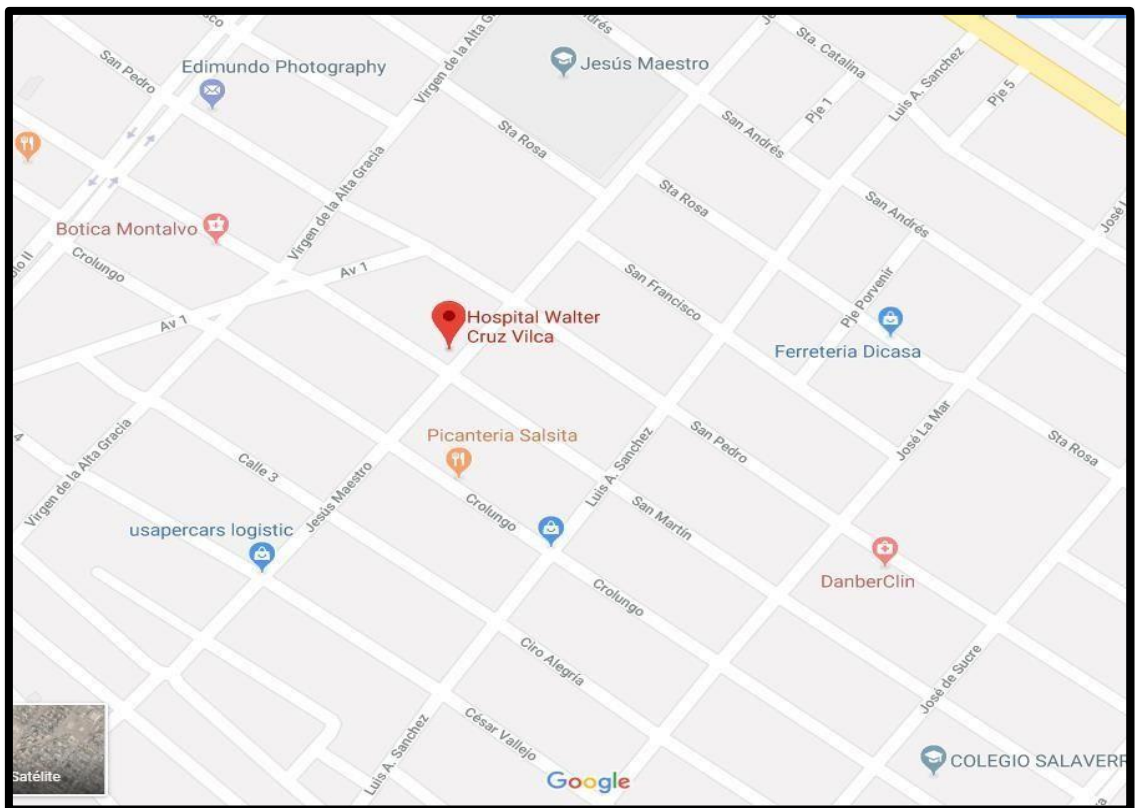 San Pedro
Edimundo Photography
Virgen de la Alta Gracia
Jesús Maestro
Sta. Catalina
Luis A. Sanchez
Pje 1
Pje 5
San Andrés
Sta Rosa
Virgen de la Alta Gracia
Sta Rosa
San Andrés
Botica Montalvo
Crolungo
Av 1
San Francisco
Pje Porvenir
Av 1
Hospital Walter
Cruz Vilca
Ferreteria Dicasa
Virgen de la Alta Gracia
Picanteria Salsita
San Pedro
José La Mar
Sta Rosa
Calle 3
Jesús Maestro
Crolungo
Luis A. Sanchez
San Martín
usapercars logistic
DanberClin
Crolungo
Ciro Alegría
José de Sucre
César Vallejo
Luis A. Sanchez
COLEGIO SALAVERR
Satélite
Google